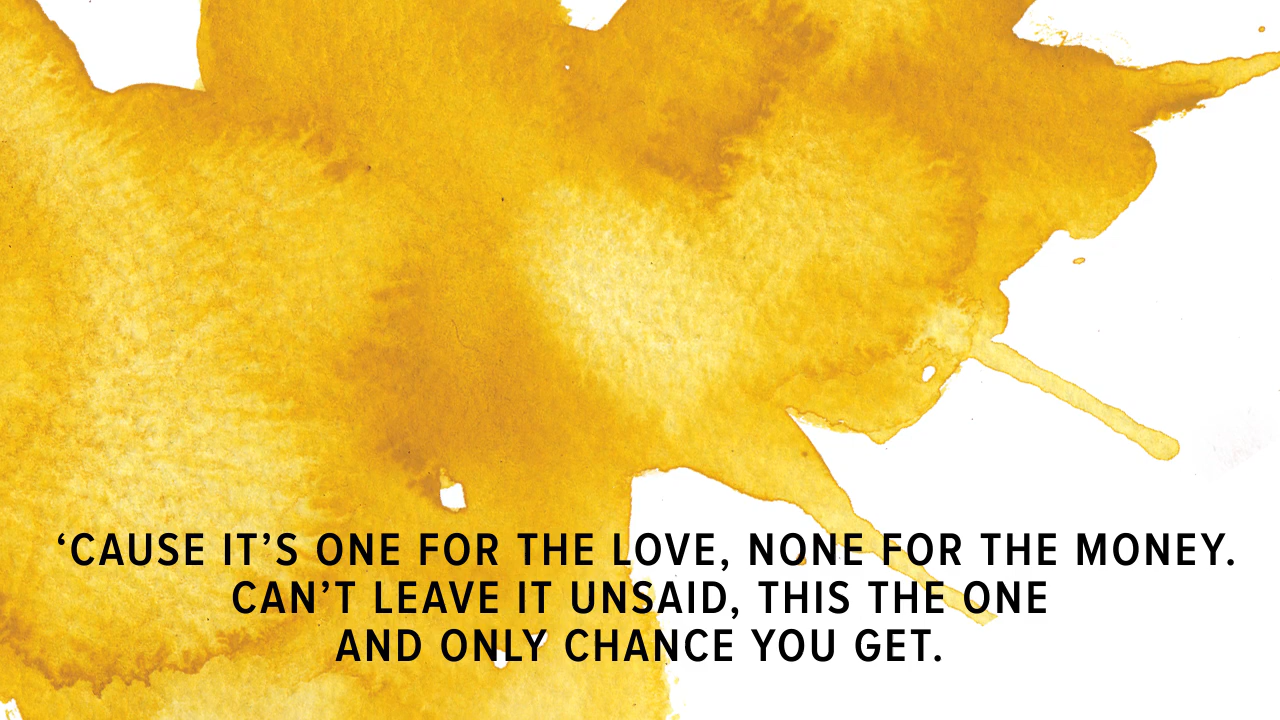 ‘CAUSE IT’S ONE FOR THE LOVE, NONE FOR THE MONEY.
CAN’T LEAVE IT UNSAID, THIS THE ONE
AND ONLY CHANCE YOU GET.